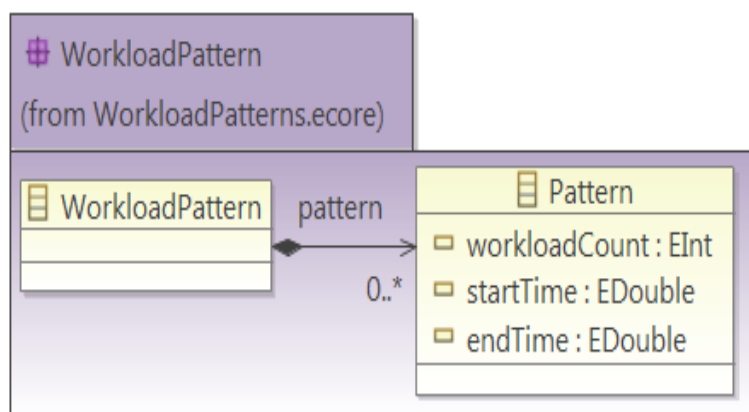 WorkloadPattern
(from WorkloadPatterns.ecore)
WorkloadPattern
pattern
0..*
Pattern
workloadCount : EInt
startTime : EDouble
endTime : EDouble